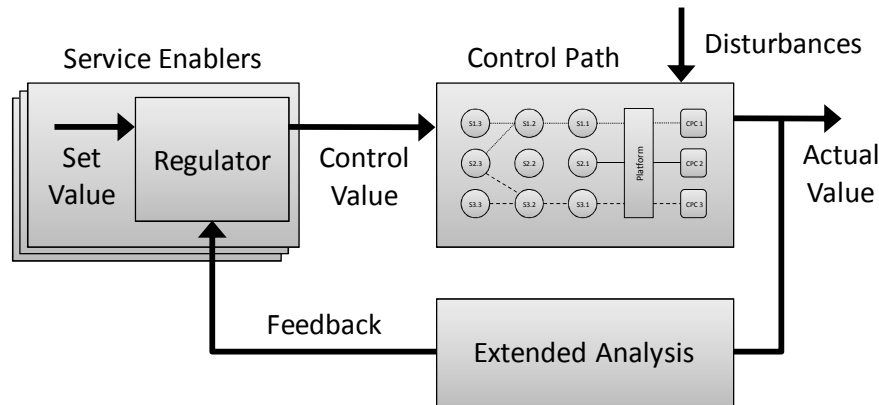 Service Enablers
Control Path
Disturbances
Set
Value
Regulator
Control
Value
S1.3
S1.2
S1.1
CPC 1
S2.3
S2.2
S2.1
CPC 2
S3.3
S3.2
S3.1
CPC 3
Platform
Actual
Value
Feedback
Extended Analysis